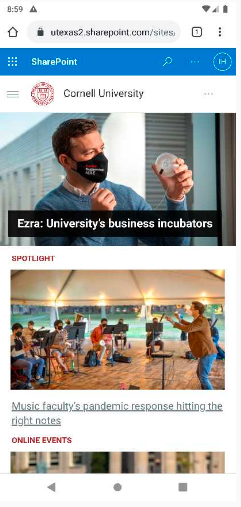 8:59
utexas2.sharepoint.com/sites/
1
SharePoint
Cornell University
Ezra: University's business incubators
SPOTLIGHT
Music faculty's pandemic response hitting the
right notes
ONLINE EVENTS